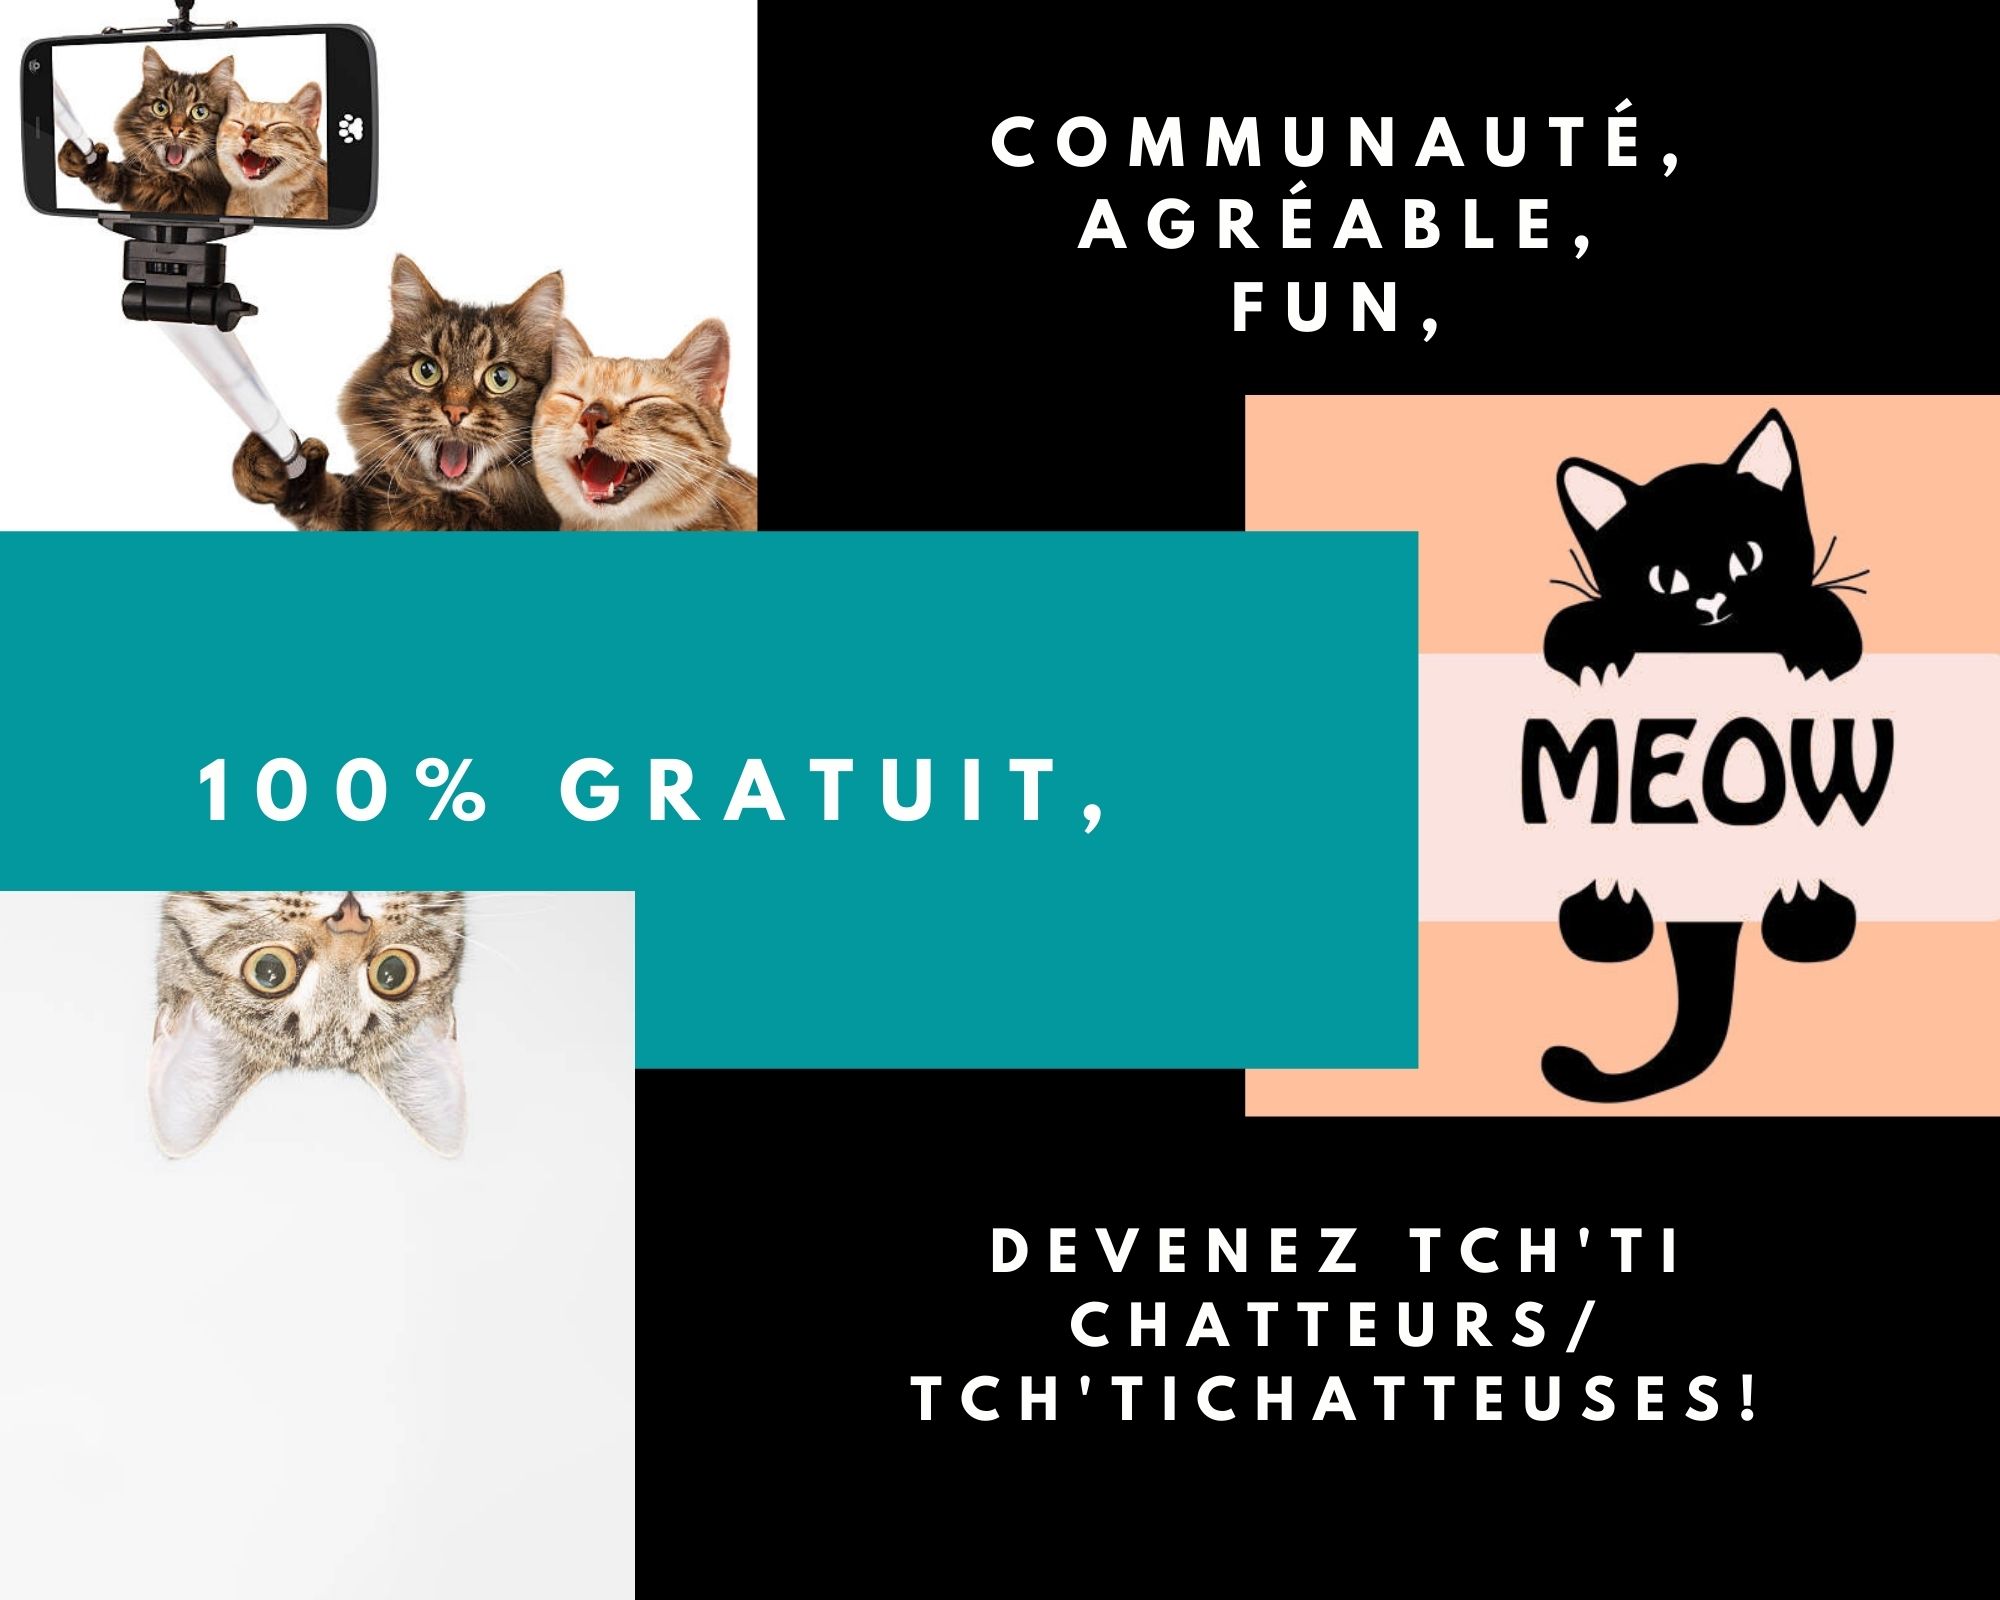 COMMUNAUTÉ,
AGRÉABLE,
FUN,
100% GRATUIT,
MEOW
DEVENEZ TCH'TI
CHATTEURS/
TCH'TICHATTEUSES!